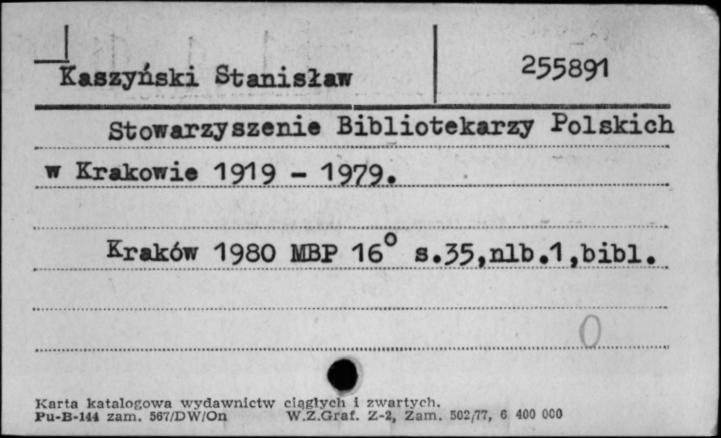 Kaszyński Stanisław 255891
Stowarzyszenie Bibliotekarzy Polskich
w Krakowie 1919 - 1979.
Kraków 1980 MBP 16° s.35,nlb.1,bibl.
0
Karta katalogowa wydawnictw ciągłych i zwartych.
Pu-B-144 zam. 567/DW/On W.Z.Graf. Z-2, Zam. 502/77, 6 400 000